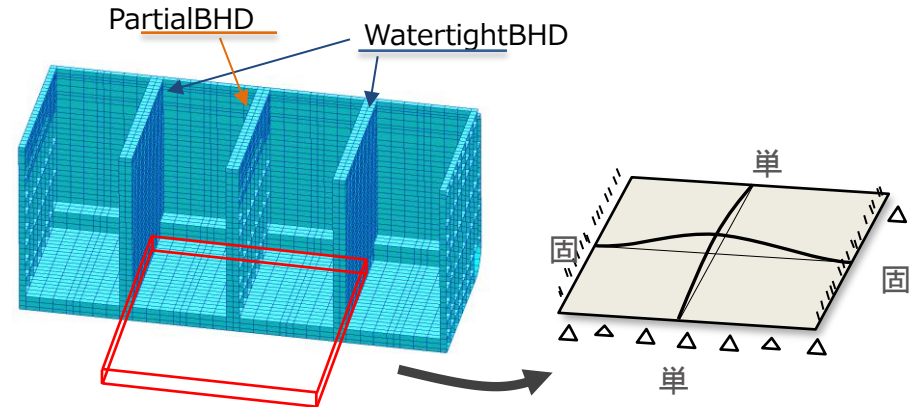 PartialBHD
WatertightBHD
単
固
固
単